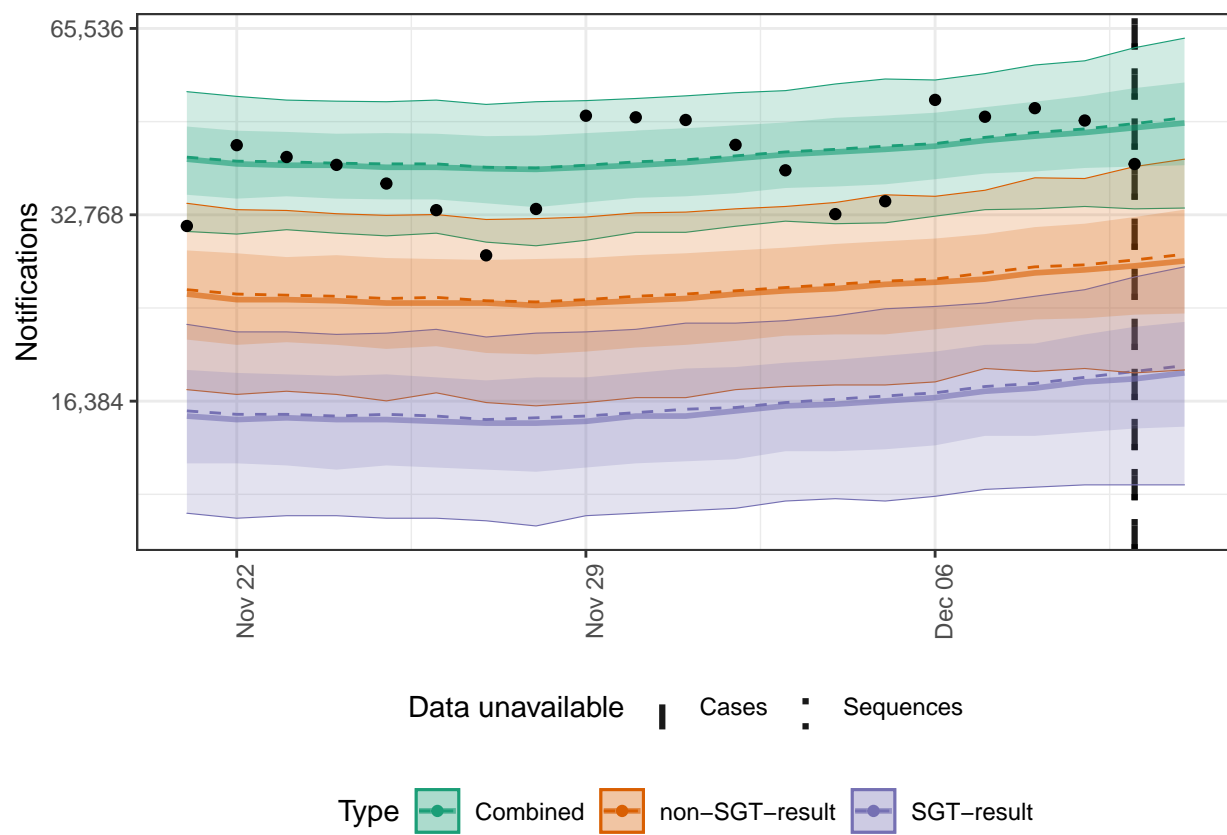 65,536
32,768
16,384
Notifications
Nov 22
Nov 29
Dec 06
Data unavailable Cases Sequences
Type Combined non−SGT−result SGT−result